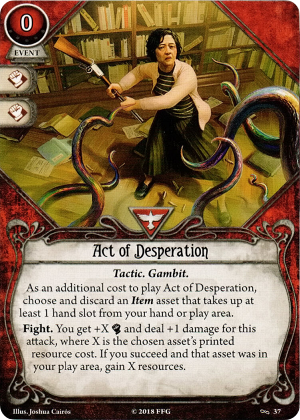 0
EVENT
Act of Desperation
Tactic. Gambit.
As an additional cost to play Act of Desperation,
choose and discard an Item asset that takes up at
least 1 hand slot from your hand or play area.
Fight. You get +X and deal +1 damage for this
attack, where X is the chosen asset's printed
resource cost. If you succeed and that asset was in
your play area, gain X resources.
Illus. Joshua Cairós
© 2018 FFG
37